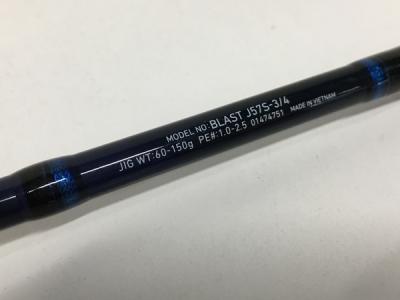 MODEL NO:BLAST J57S-3/4
JIG WT:60-150g PE#:1.0-2.5 01474751 MADE IN VIETNAM